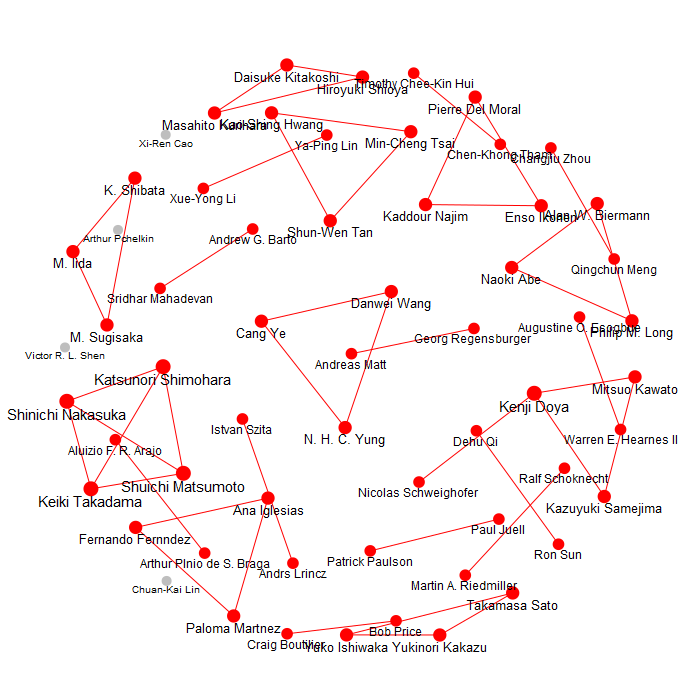 Daisuke Kitakoshi
Timothy Chee-Kin Hui
Hiroyuki Shioya
Pierre Del Moral
Masahito Kurihara
Kao-Shing Hwang
Xi-Ren Cao
Ya-Ping Lin
Min-Cheng Tsai
Chen-Khong Tham
Changjiu Zhou
K. Shibata
Xue-Yong Li
Kaddour Najim
Enso Ikonen
Alan W. Biermann
Shun-Wen Tan
Arthur Pchelkin
Andrew G. Barto
M. Iida
Qingchun Meng
Naoki Abe
Sridhar Mahadevan
Danwei Wang
Augustine O. Esogbue
Philip M. Long
Cang Ye
M. Sugisaka
Georg Regensburger
Victor R. L. Shen
Andreas Matt
Katsunori Shimohara
Mitsuo Kawato
Kenji Doya
Shinichi Nakasuka
Istvan Szita
N. H. C. Yung
Dehu Qi
Warren E. Hearnes II
Aluizio F. R. Arajo
Ralf Schoknecht
Shuichi Matsumoto
Nicolas Schweighofer
Keiki Takadama
Kazuyuki Samejima
Ana Iglesias
Paul Juell
Fernando Fernndez
Ron Sun
Arthur Plnio de S. Braga
Patrick Paulson
Andrs Lrincz
Martin A. Riedmiller
Chuan-Kai Lin
Takamasa Sato
Paloma Martnez
Bob Price
Craig Boutilier
Yuko Ishiwaka
Yukinori Kakazu